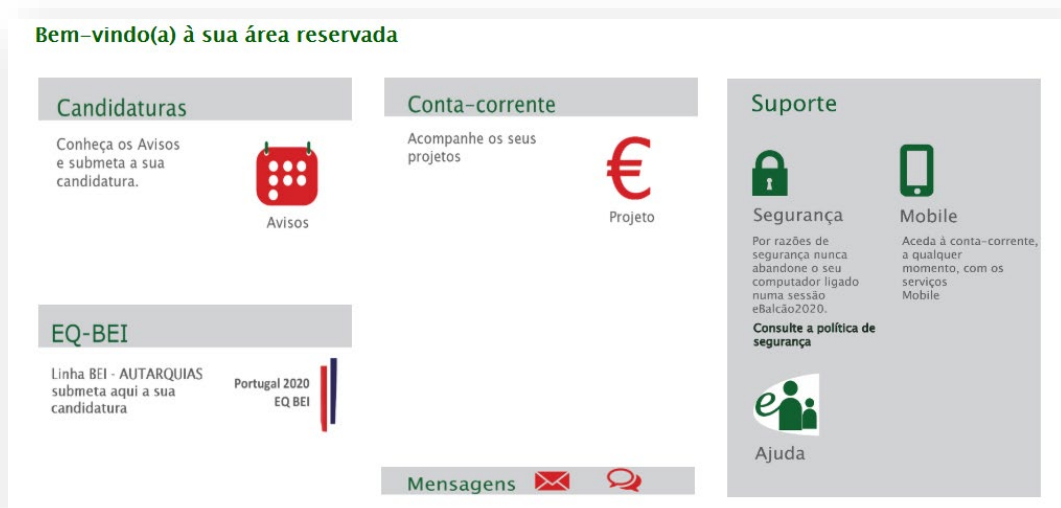 Bem-vindo(a) à sua área reservada
Candidaturas
Conheça os Avisos
e submeta a sua
candidatura.
Avisos
Conta-corrente
Acompanhe os seus
projetos
€
Projeto
EQ-BEI
Linha BEI - AUTARQUIAS
submeta aqui a sua
candidatura
Portugal 2020
EQ BEI
Mensagens
Suporte
Segurança
Por razões de
segurança nunca
abandone o seu
computador ligado
numa sessão
eBalcão2020.
Consulte a política de
segurança
Mobile
Aceda à conta-corrente,
a qualquer
momento, com os
serviços
Mobile
e
Ajuda